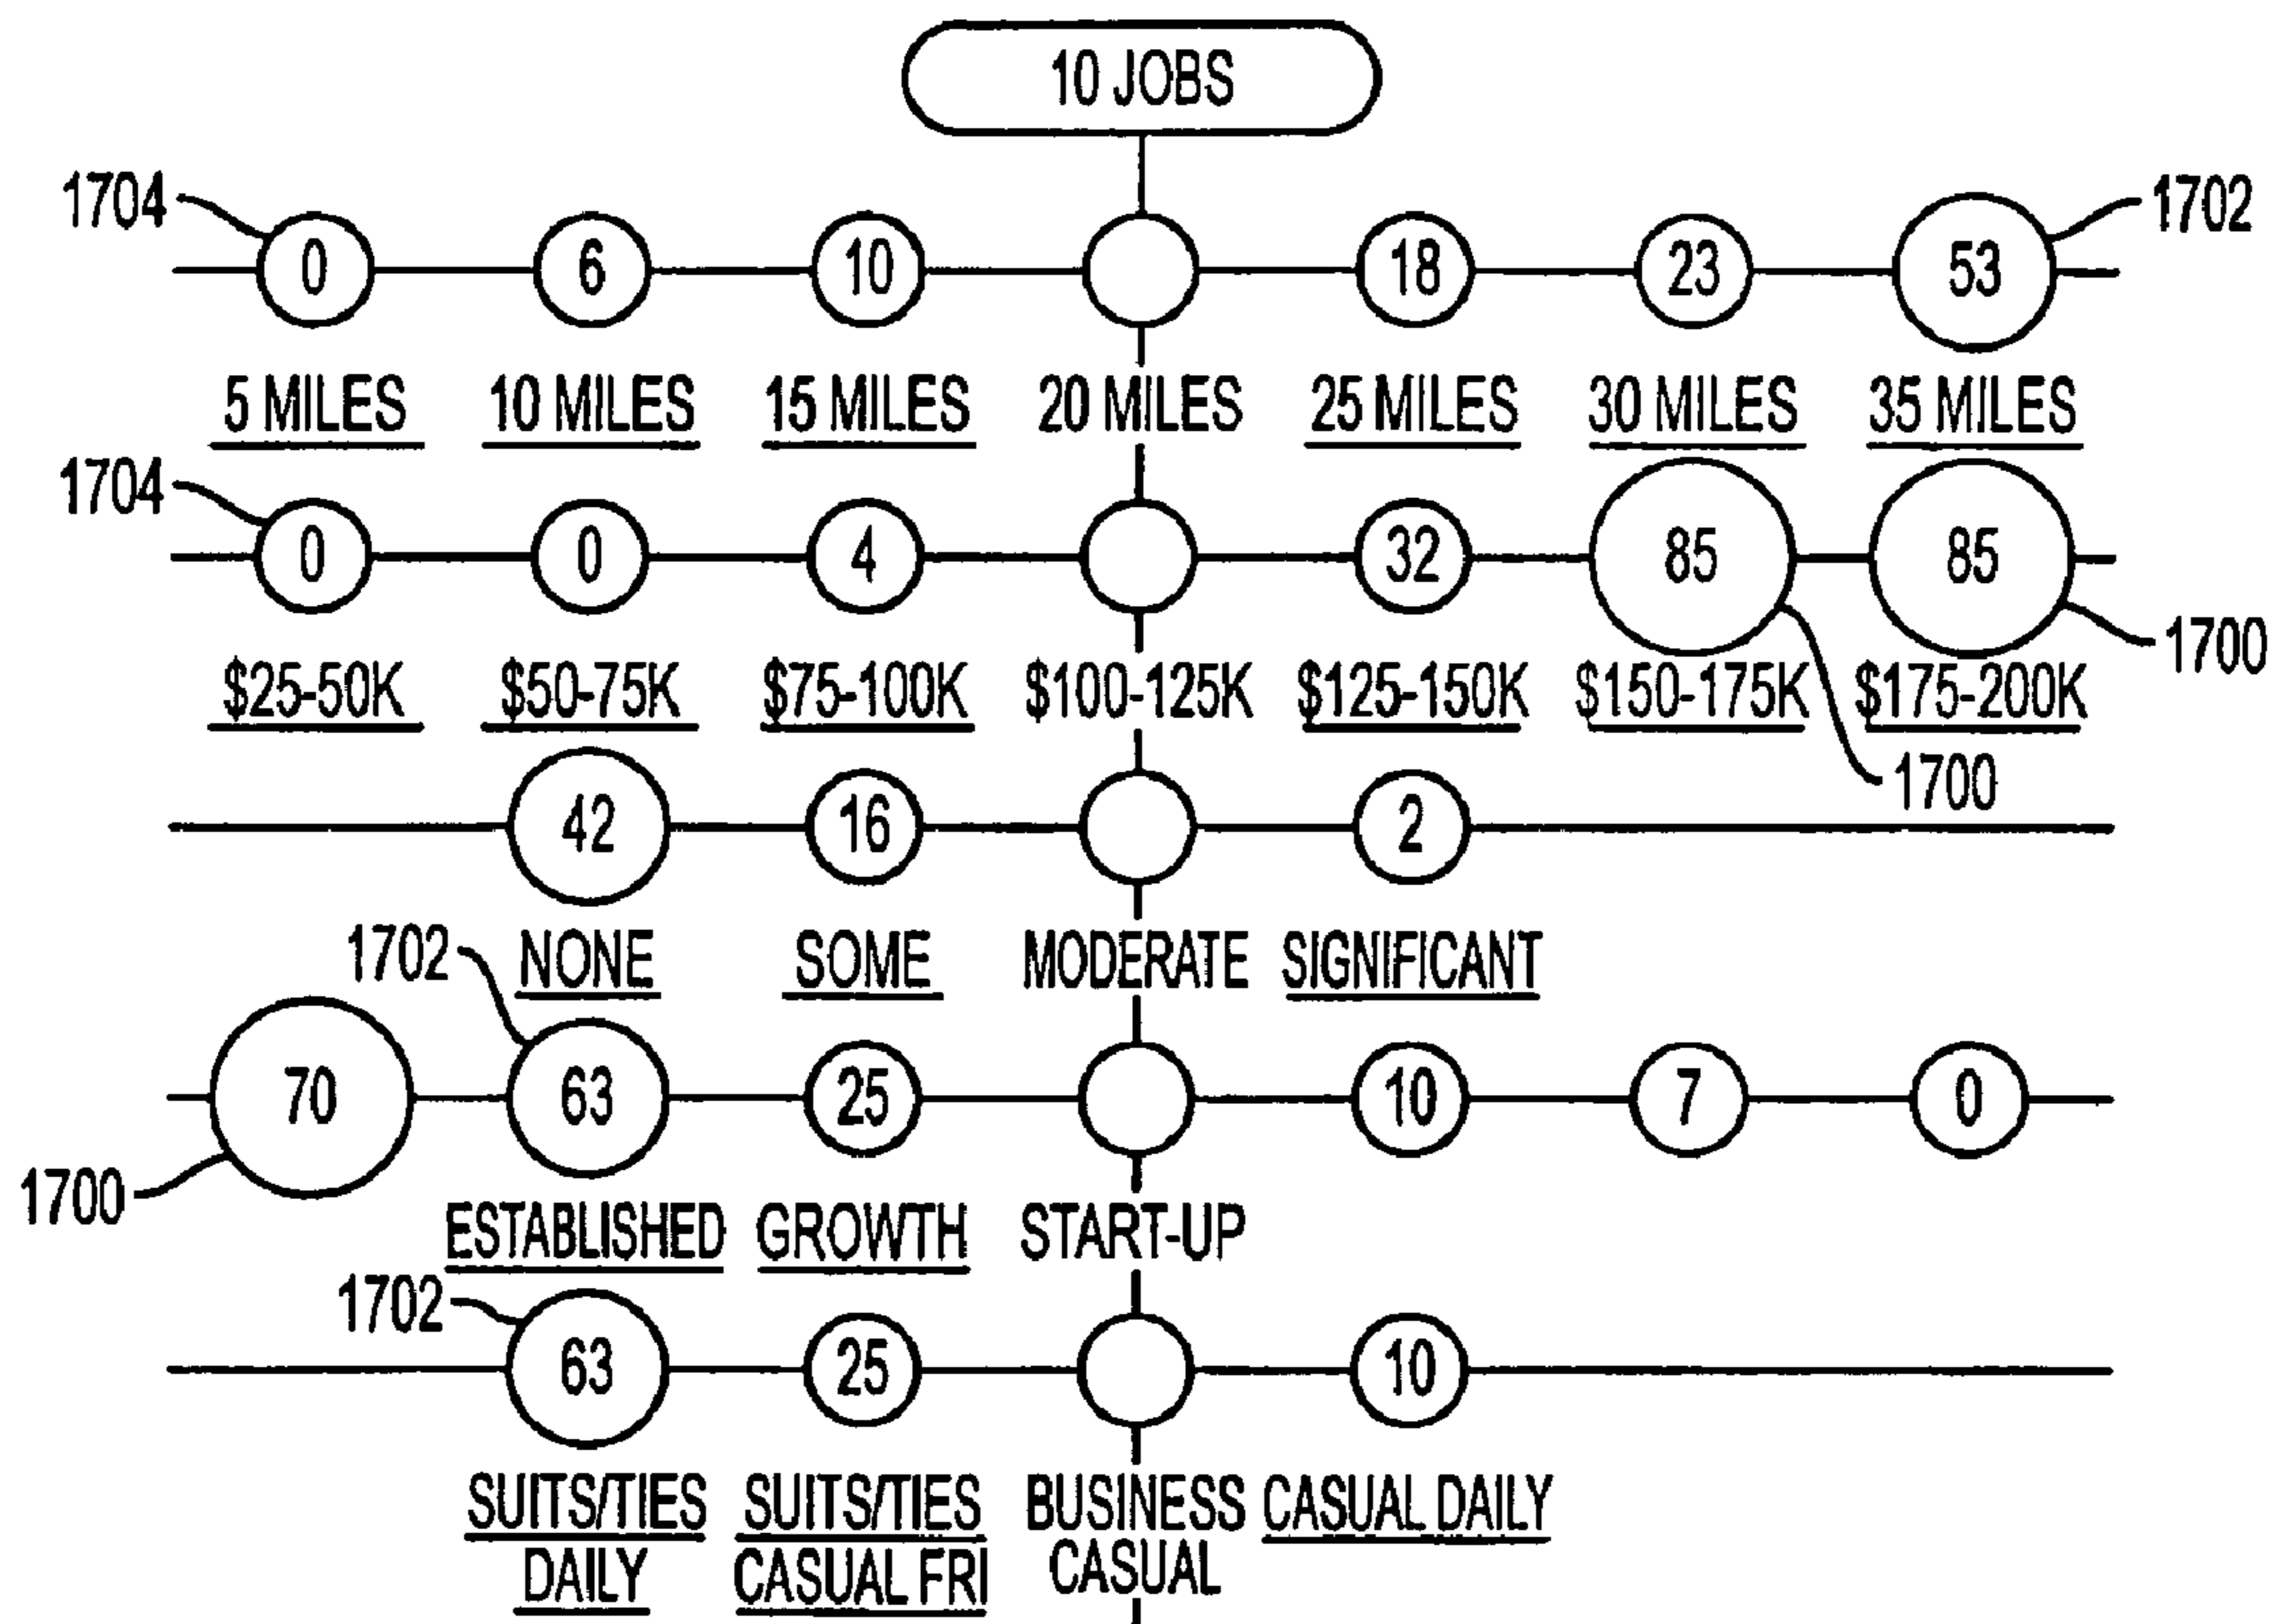 10 JOBS
1704 0 6 10 18 23 53 1702
5 MILES 10 MILES 15 MILES 20 MILES 25 MILES 30 MILES 35 MILES
1704 0 0 4 32 85 85 1700
$25-50K $50-75K $75-100K $100-125K $125-150K $150-175K $175-200K
1700
42 16 2
1702 NONE SOME MODERATE SIGNIFICANT
70 63 25 10 7 0
1700
ESTABLISHED GROWTH START-UP
1702
63 25 10
SUITS/TIES SUITS/TIES BUSINESS CASUAL DAILY
DAILY CASUAL FRI CASUAL